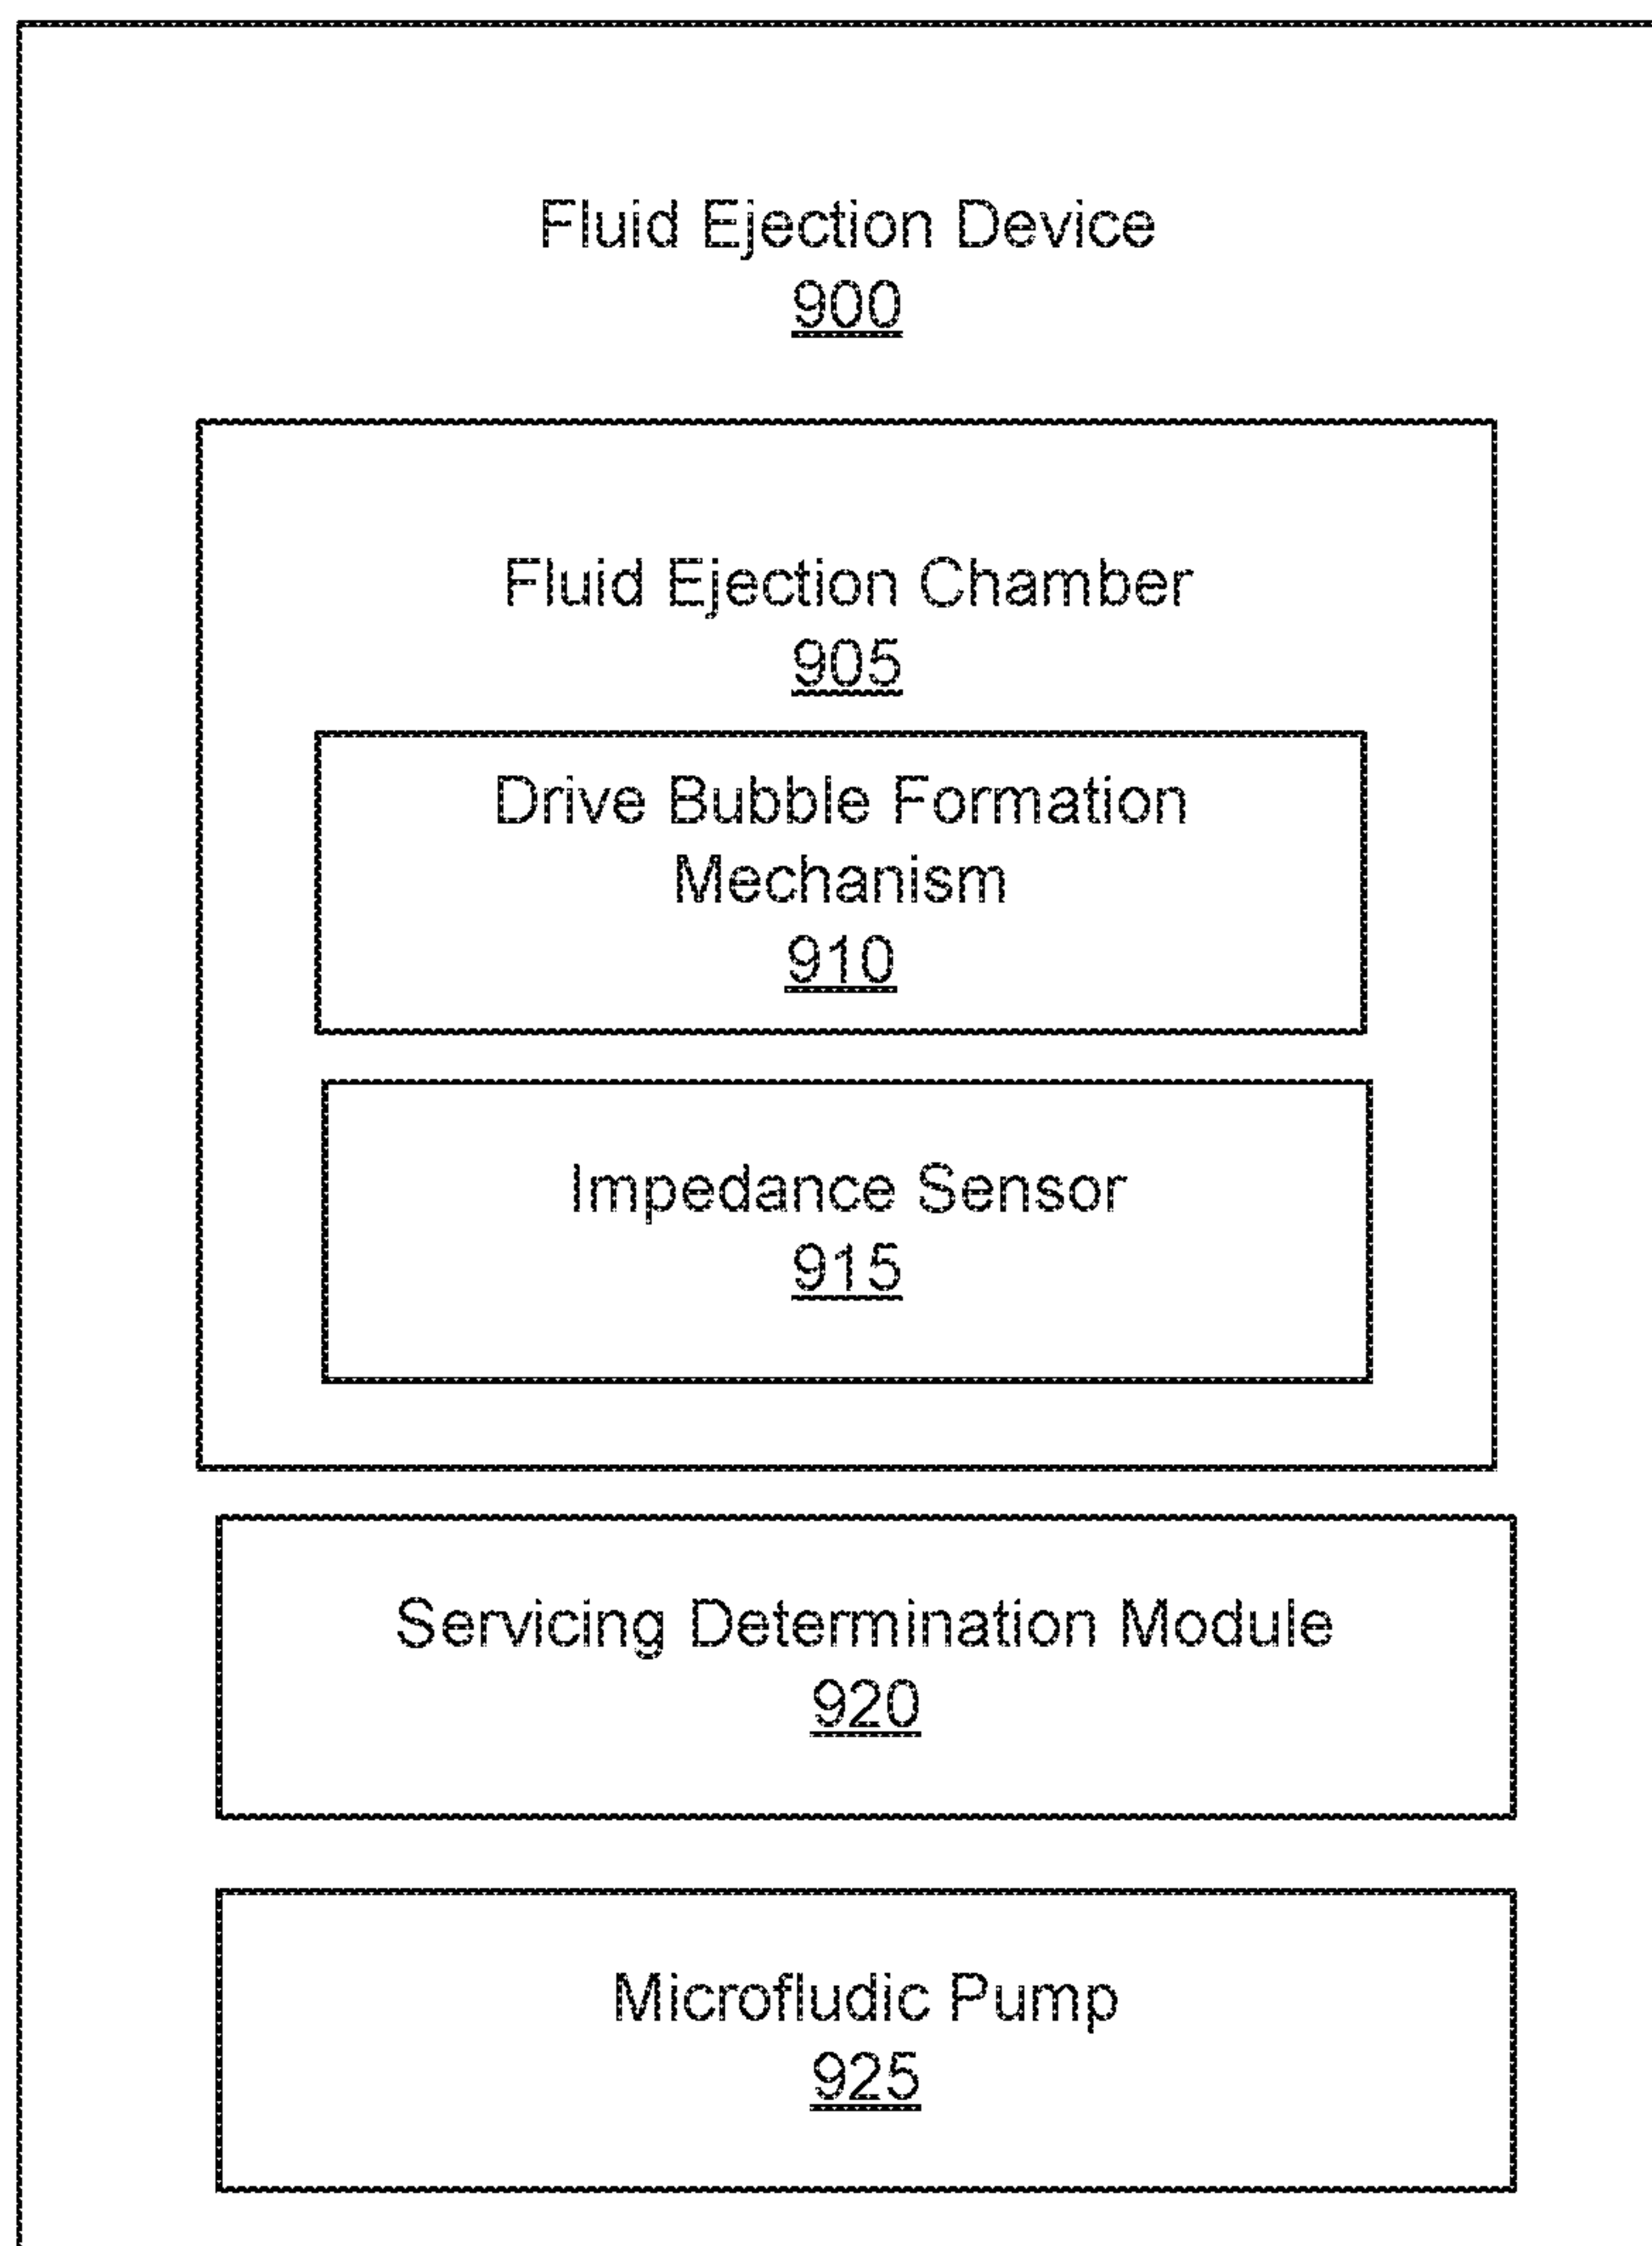 Fluid Ejection Device
900
Fluid Ejection Chamber
905
Drive Bubble Formation
Mechanism
910
Impedance Sensor
915
Servicing Determination Module
920
Microfludic Pump
925